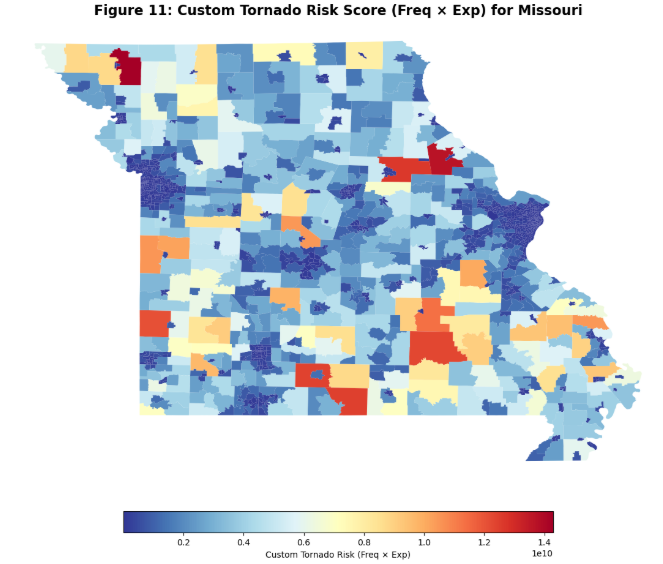 Figure 11: Custom Tornado Risk Score (Freq × Exp) for Missouri
0.2 0.4 0.6 0.8 1.0 1.2 1.4
1e10
Custom Tornado Risk (Freq × Exp)